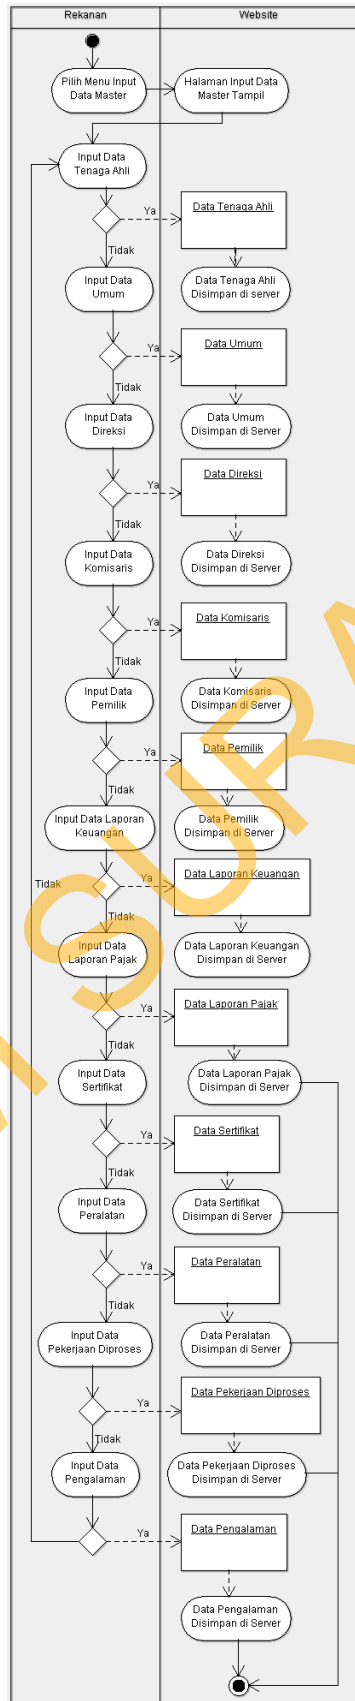 Rekanan
Website
Pilih Menu Input
Data Master
Halaman Input Data
Master Tampil
Input Data
Tenaga Ahli
Ya
Data Tenaga Ahli
Tidak
Input Data
Umum
Data Tenaga Ahli
Disimpan di server
Ya
Data Umum
Tidak
Input Data
Direksi
Data Umum
Disimpan di Server
Ya
Data Direksi
Tidak
Input Data
Komisaris
Data Direksi
Disimpan di Server
Ya
Data Komisaris
Tidak
Input Data
Pemilik
Data Komisaris
Disimpan di Server
Ya
Data Pemilik
Tidak
Input Data Laporan
Keuangan
Data Pemilik
Disimpan di Server
Tidak
Ya
Data Laporan Keuangan
Tidak
Input Data
Laporan Pajak
Data Laporan Keuangan
Disimpan di Server
Ya
Data Laporan Pajak
Tidak
Input Data
Sertifikat
Data Laporan Pajak
Disimpan di Server
Ya
Data Sertifikat
Tidak
Input Data
Peralatan
Data Sertifikat
Disimpan di Server
Ya
Data Peralatan
Tidak
Input Data
Pekerjaan Diproses
Data Peralatan
Disimpan di Server
Ya
Data Pekerjaan Diproses
Tidak
Input Data
Pengalaman
Data Pekerjaan Diproses
Disimpan di Server
Ya
Data Pengalaman
Data Pengalaman
Disimpan di Server
SURA